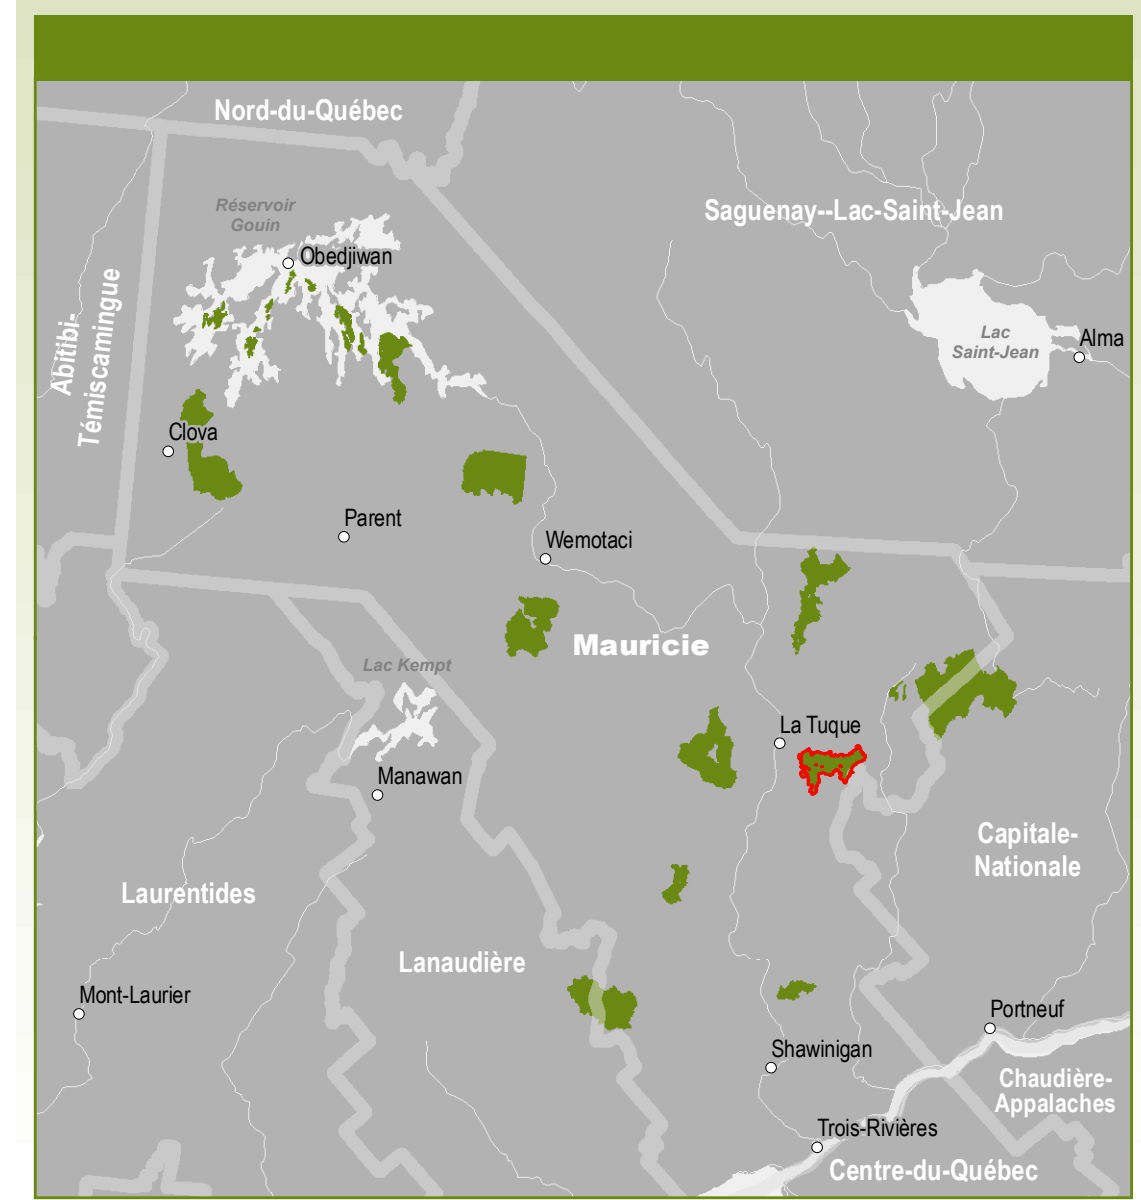 Nord-du-Québec
Réservoir
Gouin
Saguenay--Lac-Saint-Jean
Obedjiwan
Abitibi-
Témiscamingue
Lac
Saint-Jean
Alma
Clova
Parent
Wemotaci
Mauricie
Lac Kempt
La Tuque
Manawan
Capitale-
Nationale
Laurentides
Lanaudière
Mont-Laurier
Portneuf
Shawinigan
Chaudière-
Appalaches
Trois-Rivières
Centre-du-Québec